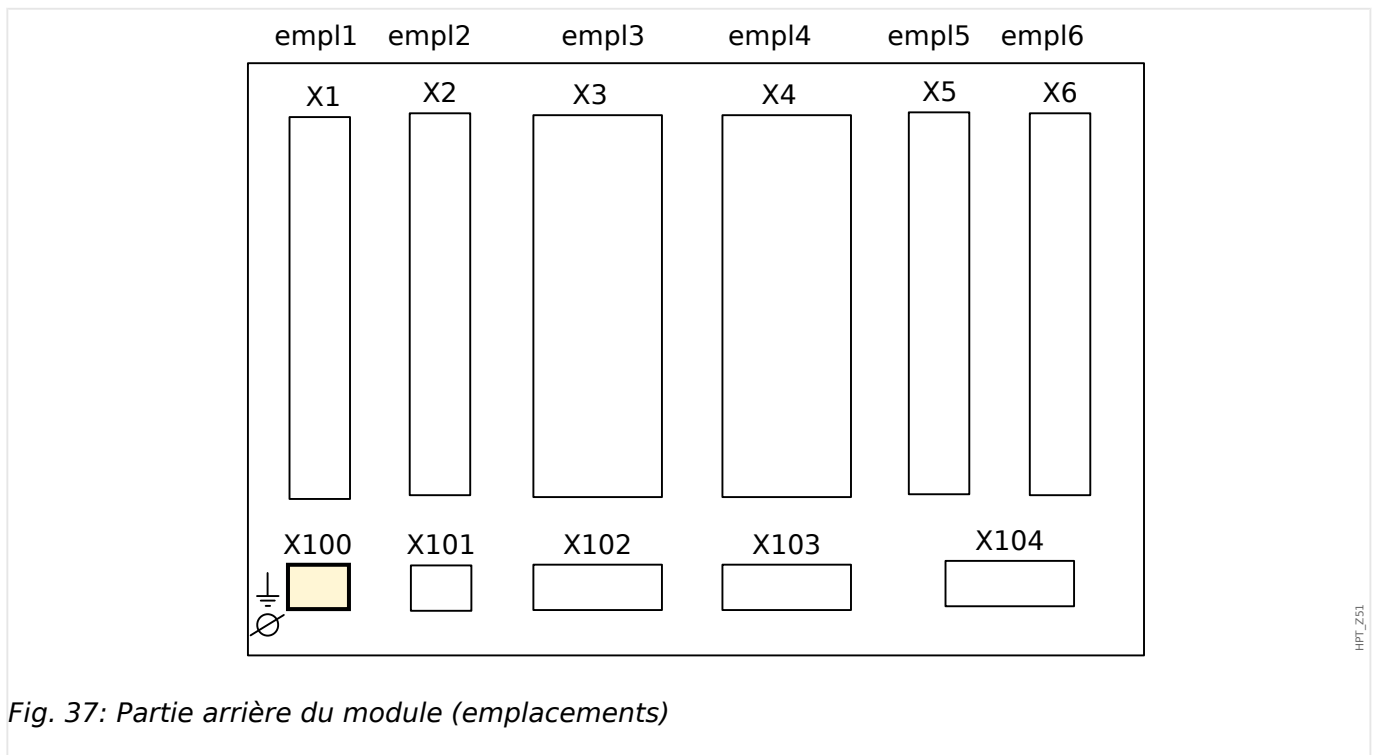 empl1 empl2 empl3 empl4 empl5 empl6
X1 X2 X3 X4 X5 X6
X100 X101 X102 X103 X104
HPT_Z51
Fig. 37: Partie arrière du module (emplacements)